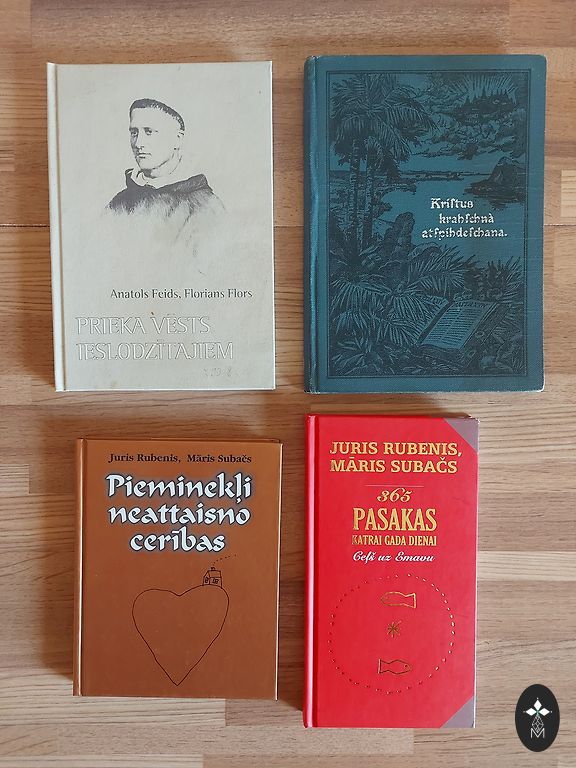 Anatols Feids, Florians Flors
PRIEKA VĒSTS
IESLODZĪTAJIEM
Kriſtus
krahſchnà
atſpihdeſchana.
Juris Rubenis, Māris Subačs
Pieminekļi
neattaisno
cerības
JURIS RUBENIS,
MĀRIS SUBAČS
365
PASAKAS
KATRAI GADA DIENAI
Ceļš uz Emavu